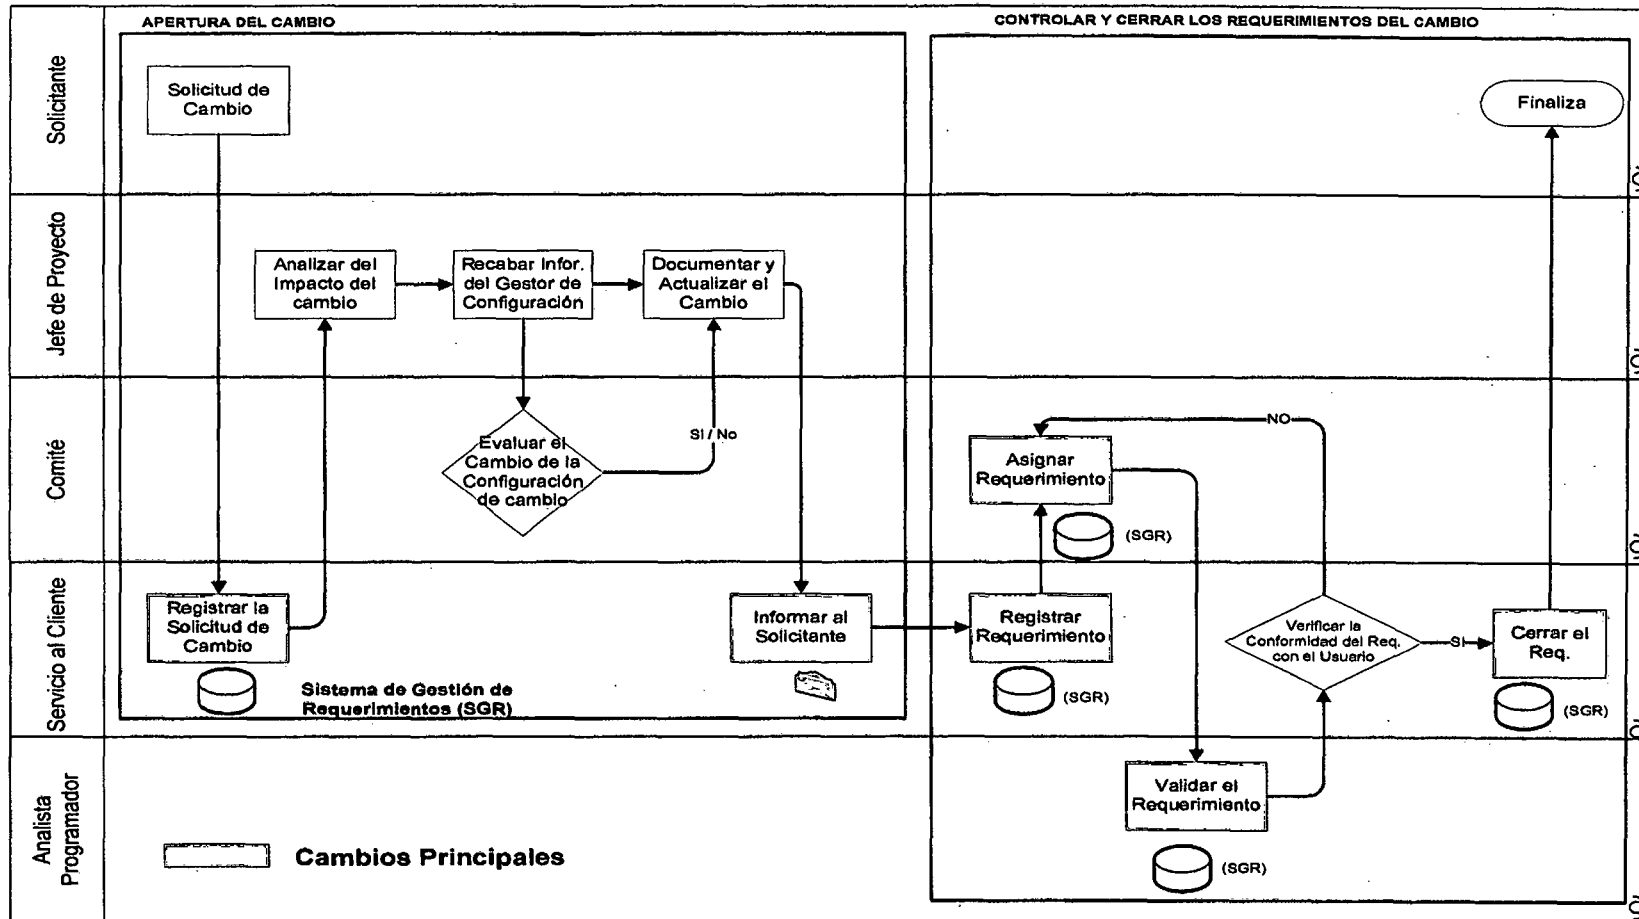 APERTURA DEL CAMBIO
CONTROLAR Y CERRAR LOS REQUERIMIENTOS DEL CAMBIO
Solicitante
Solicitud de
Cambio
Finaliza
Jefe de Proyecto
Analizar del
Impacto del
cambio
Recabar Infor.
del Gestor de
Configuración
Documentar y
Actualizar el
Cambio
Comité
Evaluar el
Cambio de la
Configuración
de cambio
Si / No
NO
Asignar
Requerimiento
(SGR)
Servicio al Cliente
Registrar la
Solicitud de
Cambio
Sistema de Gestión de
Requerimientos (SGR)
Informar al
Solicitante
Registrar
Requerimiento
(SGR)
Verificar la
Conformidad del Req.
con el Usuario
SI
Cerrar el
Req.
(SGR)
Analista
Programador
Cambios Principales
Validar el
Requerimiento
(SGR)